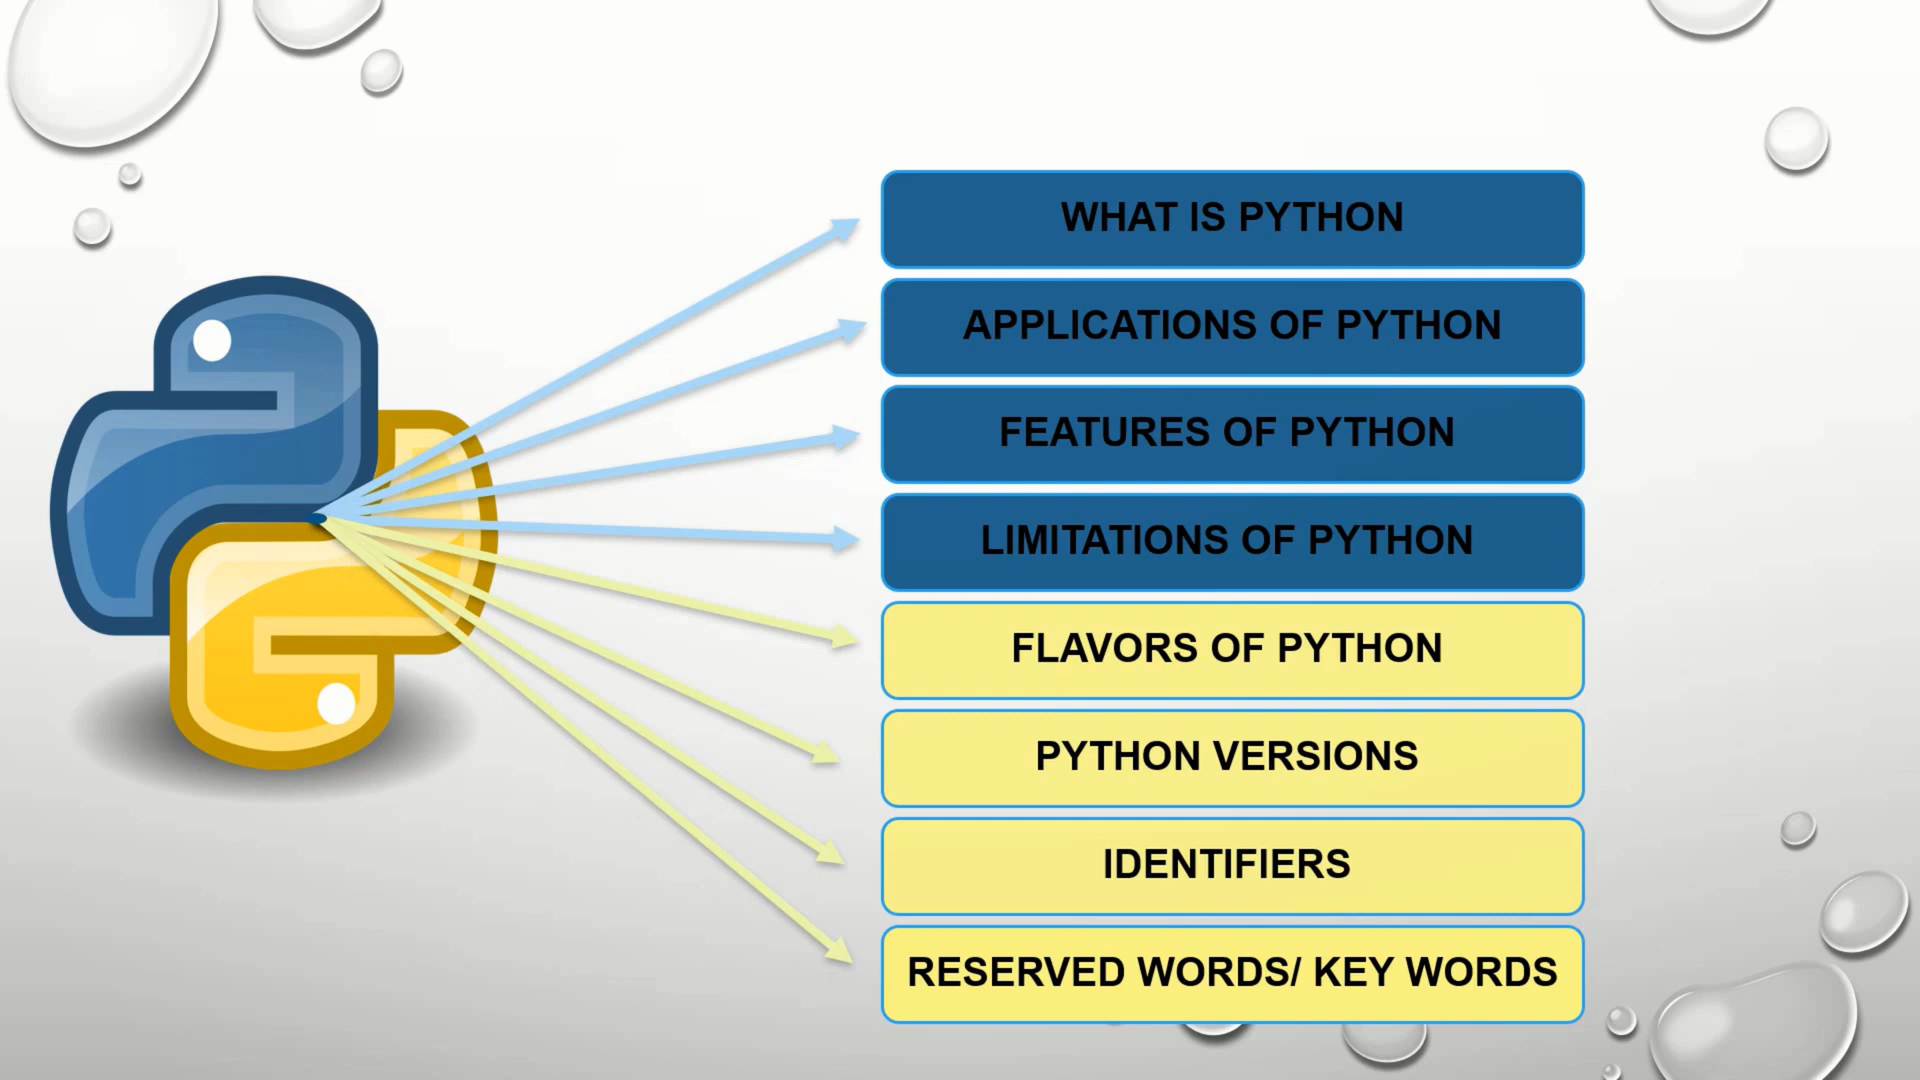 WHAT IS PYTHON
APPLICATIONS OF PYTHON
FEATURES OF PYTHON
LIMITATIONS OF PYTHON
FLAVORS OF PYTHON
PYTHON VERSIONS
IDENTIFIERS
RESERVED WORDS/ KEY WORDS